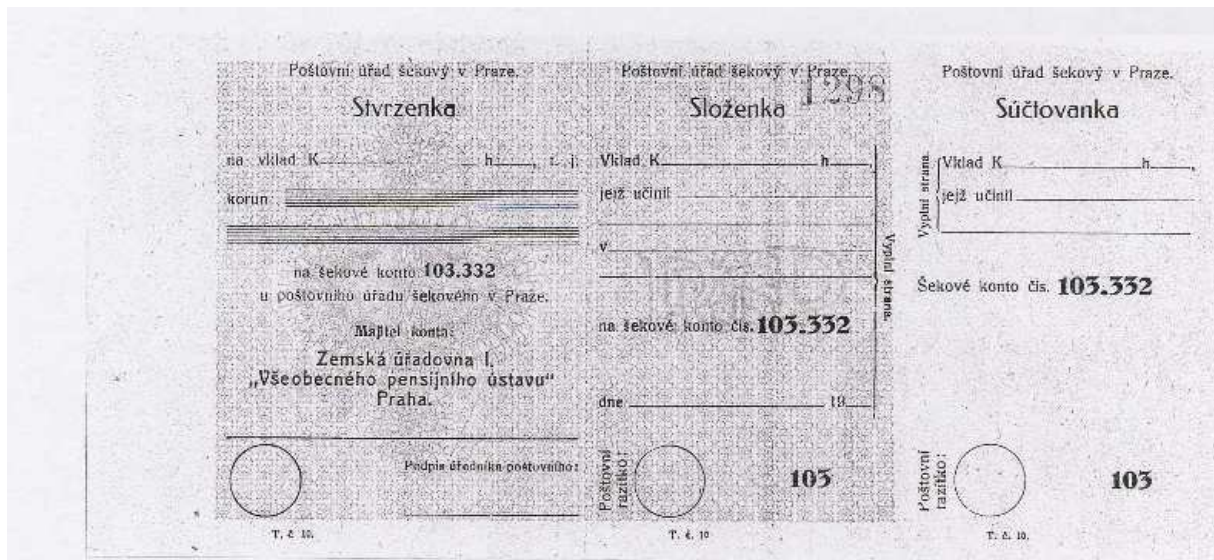 Poštovní úřad šekový v Praze.
Stvrzenka
na vklad K h , t. j.
korun
na šekové konto 103.332
u poštovního úřadu šekového v Praze.
Majitel konta:
Zemská úřadovna I.
„Všeobecného pensijního ústavu“
Praha.
Podpis úředníka poštovního:
T. č. 10.
Poštovní úřad šekový v Praze.
1298
Složenka
Vklad K h ,
jejž učinil
v
Vyplní strana.
na šekové konto čís. 103.332
dne 19
Poštovní
razítko:
103
T. č. 10
Poštovní úřad šekový v Praze.
Súčtovanka
Vyplní strana.
Vklad K h ,
jejž učinil
Šekové konto čís. 103.332
Poštovní
razítko:
103
T. č. 10.